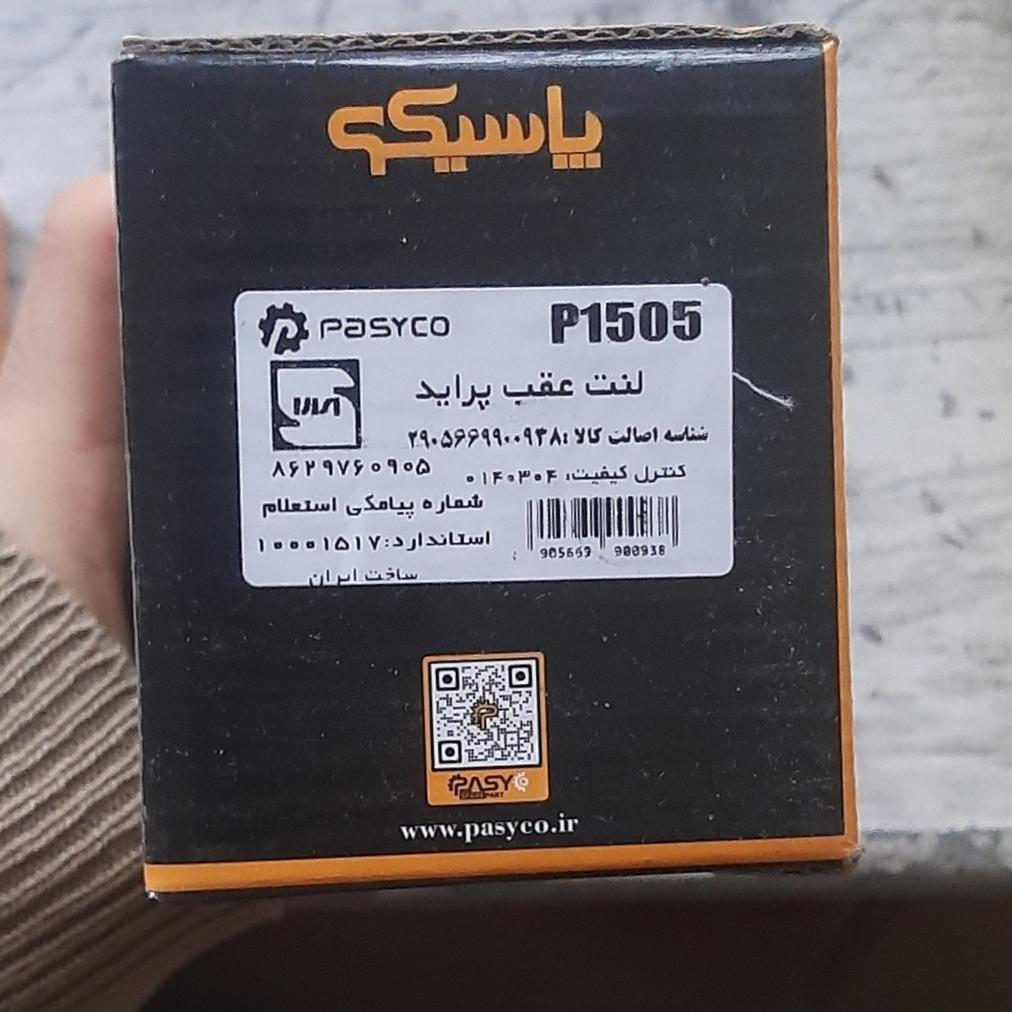 پاسیکو
PASYCO P1505
لنت عقب پراید
شناسه اصالت کالا :۲۹۰۵۶۶۹۹۰۰۹۳۸
۸۶۲۹۷۶۰۹۰۵
کنترل کیفیت: ۰۱۴۰۳۰۴
شماره پیامکی استعلام
استاندارد:۱۰۰۰۱۵۱۷
905669 900938
ساخت ایران
PASYCO
www.pasyco.ir